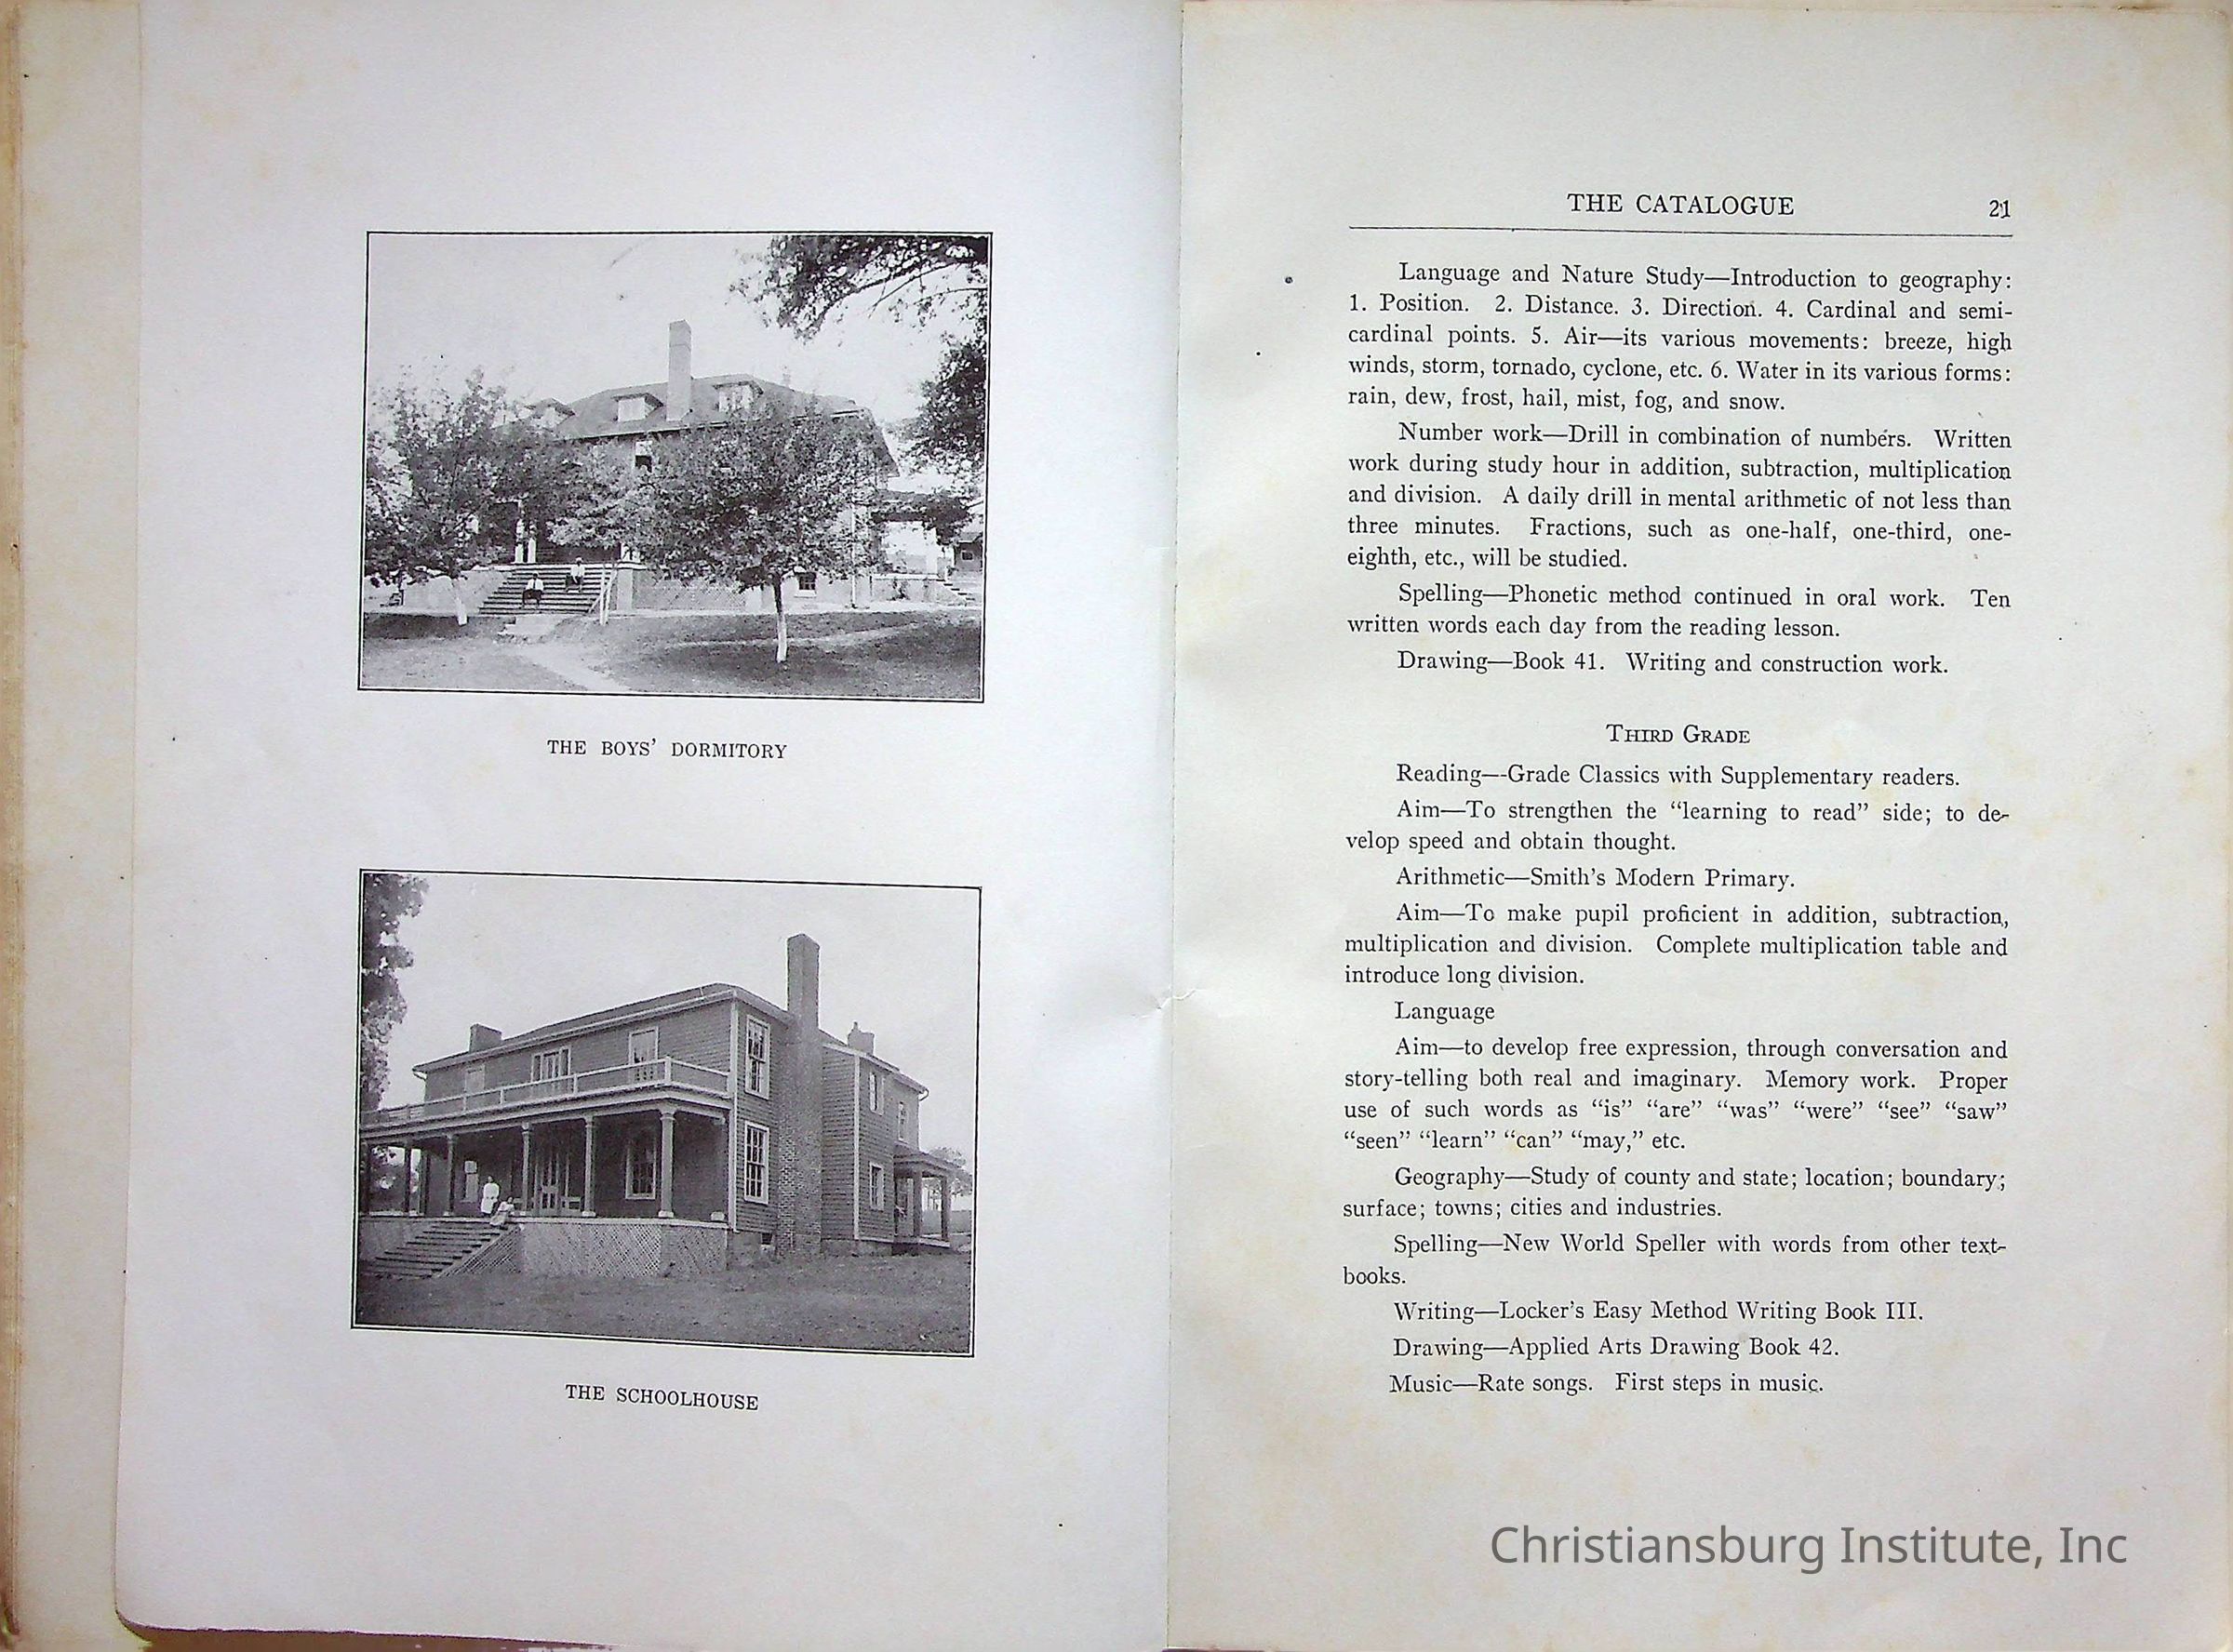 THE BOYS' DORMITORY
THE SCHOOLHOUSE
THE CATALOGUE 21
Language and Nature Study—Introduction to geography:
1. Position. 2. Distance. 3. Direction. 4. Cardinal and semi-
cardinal points. 5. Air—its various movements: breeze, high
winds, storm, tornado, cyclone, etc. 6. Water in its various forms:
rain, dew, frost, hail, mist, fog, and snow.
Number work—Drill in combination of numbers. Written
work during study hour in addition, subtraction, multiplication
and division. A daily drill in mental arithmetic of not less than
three minutes. Fractions, such as one-half, one-third, one-
eighth, etc., will be studied.
Spelling—Phonetic method continued in oral work. Ten
written words each day from the reading lesson.
Drawing—Book 41. Writing and construction work.
THIRD GRADE
Reading—-Grade Classics with Supplementary readers.
Aim—To strengthen the “learning to read” side; to de-
velop speed and obtain thought.
Arithmetic—Smith's Modern Primary.
Aim—To make pupil proficient in addition, subtraction,
multiplication and division. Complete multiplication table and
introduce long division.
Language
Aim—to develop free expression, through conversation and
story-telling both real and imaginary. Memory work. Proper
use of such words as “is” “are” “was” “were” “see” “saw”
“seen” “learn” “can” “may,” etc.
Geography—Study of county and state; location; boundary;
surface; towns; cities and industries.
Spelling—New World Speller with words from other text-
books.
Writing—Locker's Easy Method Writing Book III.
Drawing—Applied Arts Drawing Book 42.
Music—Rate songs. First steps in music.
Christiansburg Institute, Inc